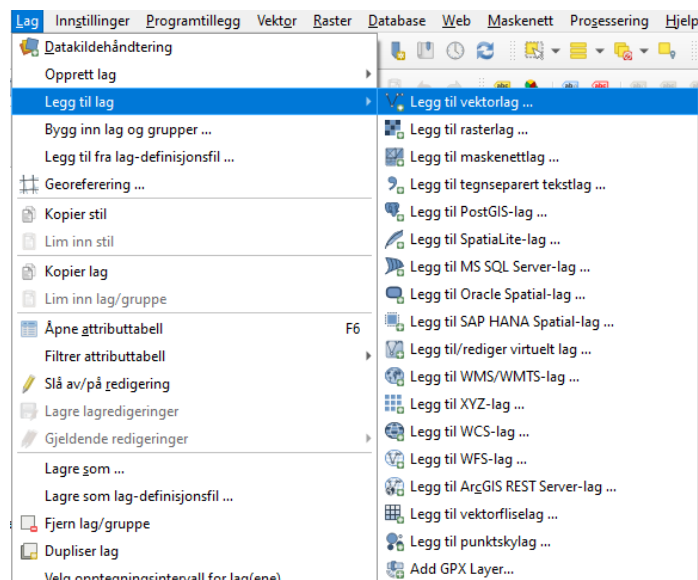 Lag Innstillinger Programtillegg Vektor Raster Database Web Maskenett Prosessering Hjelp
Datakildehåndtering
Opprett lag
Legg til lag
Bygg inn lag og grupper ...
Legg til fra lag-definisjonsfil ...
Georeferering ...
Kopier stil
Lim inn stil
Kopier lag
Lim inn lag/gruppe
Åpne attributtabell F6
Filtrer attributtabell
Slå av/på redigering
Lagre lagredigeringer
Gjeldende redigeringer
Lagre som ...
Lagre som lag-definisjonsfil ...
Fjern lag/gruppe
Dupliser lag
Velg opptegningsintervall for lag(ene)
Legg til vektorlag ...
Legg til rasterlag ...
Legg til maskenettlag ...
Legg til tegnseparert tekstlag ...
Legg til PostGIS-lag ...
Legg til SpatiaLite-lag ...
Legg til MS SQL Server-lag ...
Legg til Oracle Spatial-lag ...
Legg til SAP HANA Spatial-lag ...
Legg til/rediger virtuelt lag ...
Legg til WMS/WMTS-lag ...
Legg til XYZ-lag ...
Legg til WCS-lag ...
Legg til WFS-lag ...
Legg til ArcGIS REST Server-lag ...
Legg til vektorfliselag ...
Legg til punktskylag ...
Add GPX Layer...